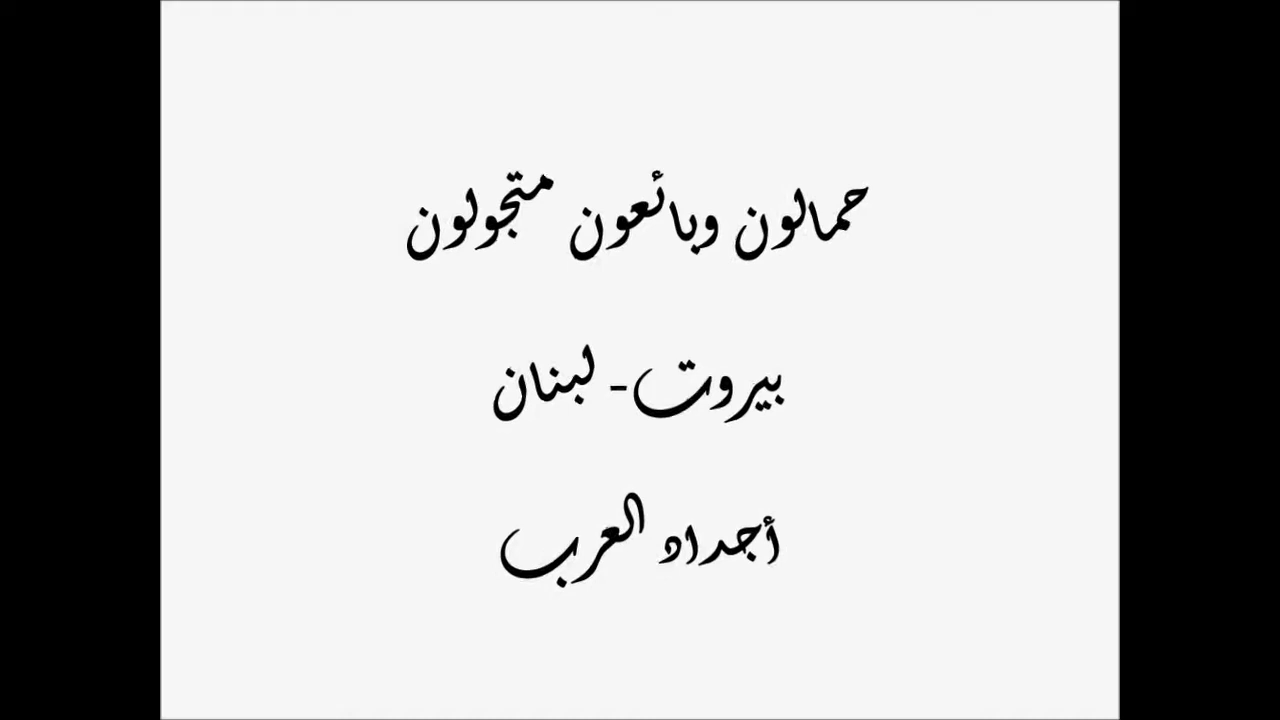 حمالون وبائعون متجولون
بيروت- لبنان
أجداد العرب